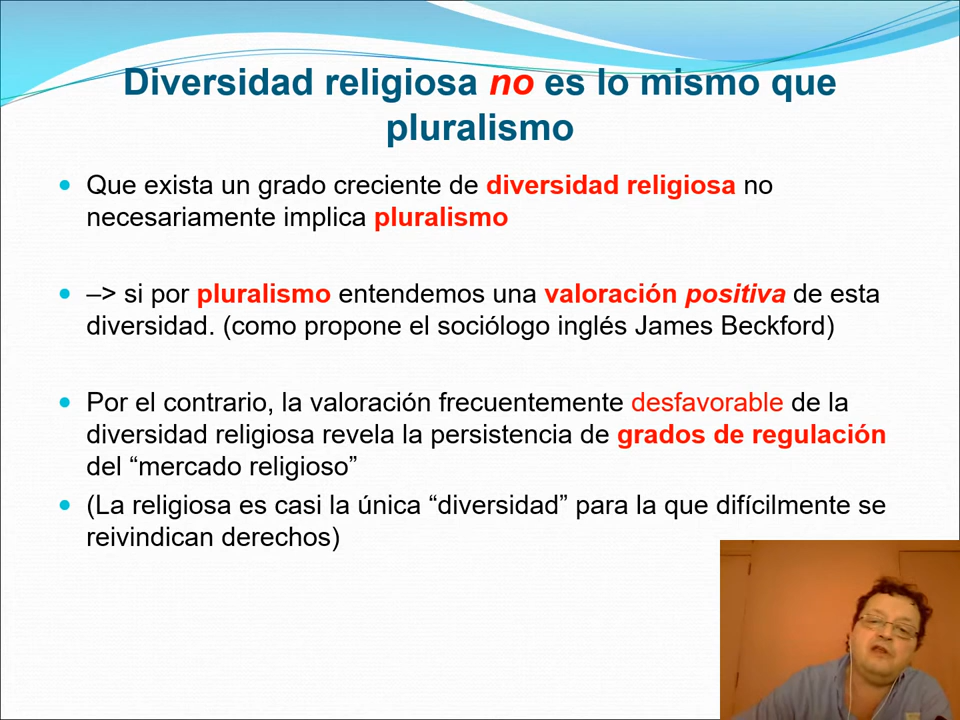 Diversidad religiosa no es lo mismo que
pluralismo
Que exista un grado creciente de diversidad religiosa no
necesariamente implica pluralismo
–> si por pluralismo entendemos una valoración positiva de esta
diversidad. (como propone el sociólogo inglés James Beckford)
Por el contrario, la valoración frecuentemente desfavorable de la
diversidad religiosa revela la persistencia de grados de regulación
del “mercado religioso”
(La religiosa es casi la única “diversidad” para la que difícilmente se
reivindican derechos)